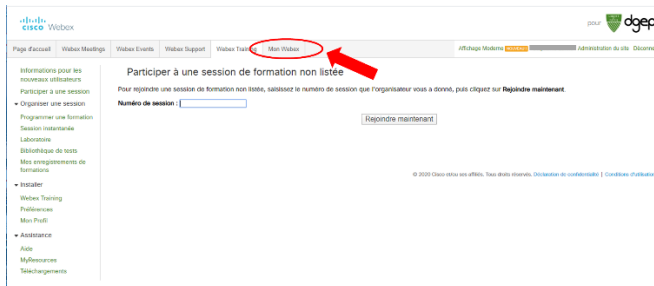 cisco Webex
pour dgep
Page d'accueil Webex Meetings Webex Events Webex Support Webex Training Mon Webex Affichage Moderne Administration du site
Informations pour les nouveaux utilisateurs
Participer à une session
Organiser une session
Programmer une formation
Session instantanée
Laboratoire
Bibliothèque de tests
Mes enregistrements de formations
Installer
Webex Training
Préférences
Mon Profil
Assistance
Aide
MyResources
Téléchargements
Participer à une session de formation non listée
Pour rejoindre une session de formation non listée, saisissez le numéro de session que l'organisateur vous a donné, puis cliquez sur Rejoindre maintenant.
Numéro de session :
Rejoindre maintenant
© 2020 Cisco et/ou ses affiliés. Tous droits réservés. Déclaration de confidentialité | Conditions d'utilisation